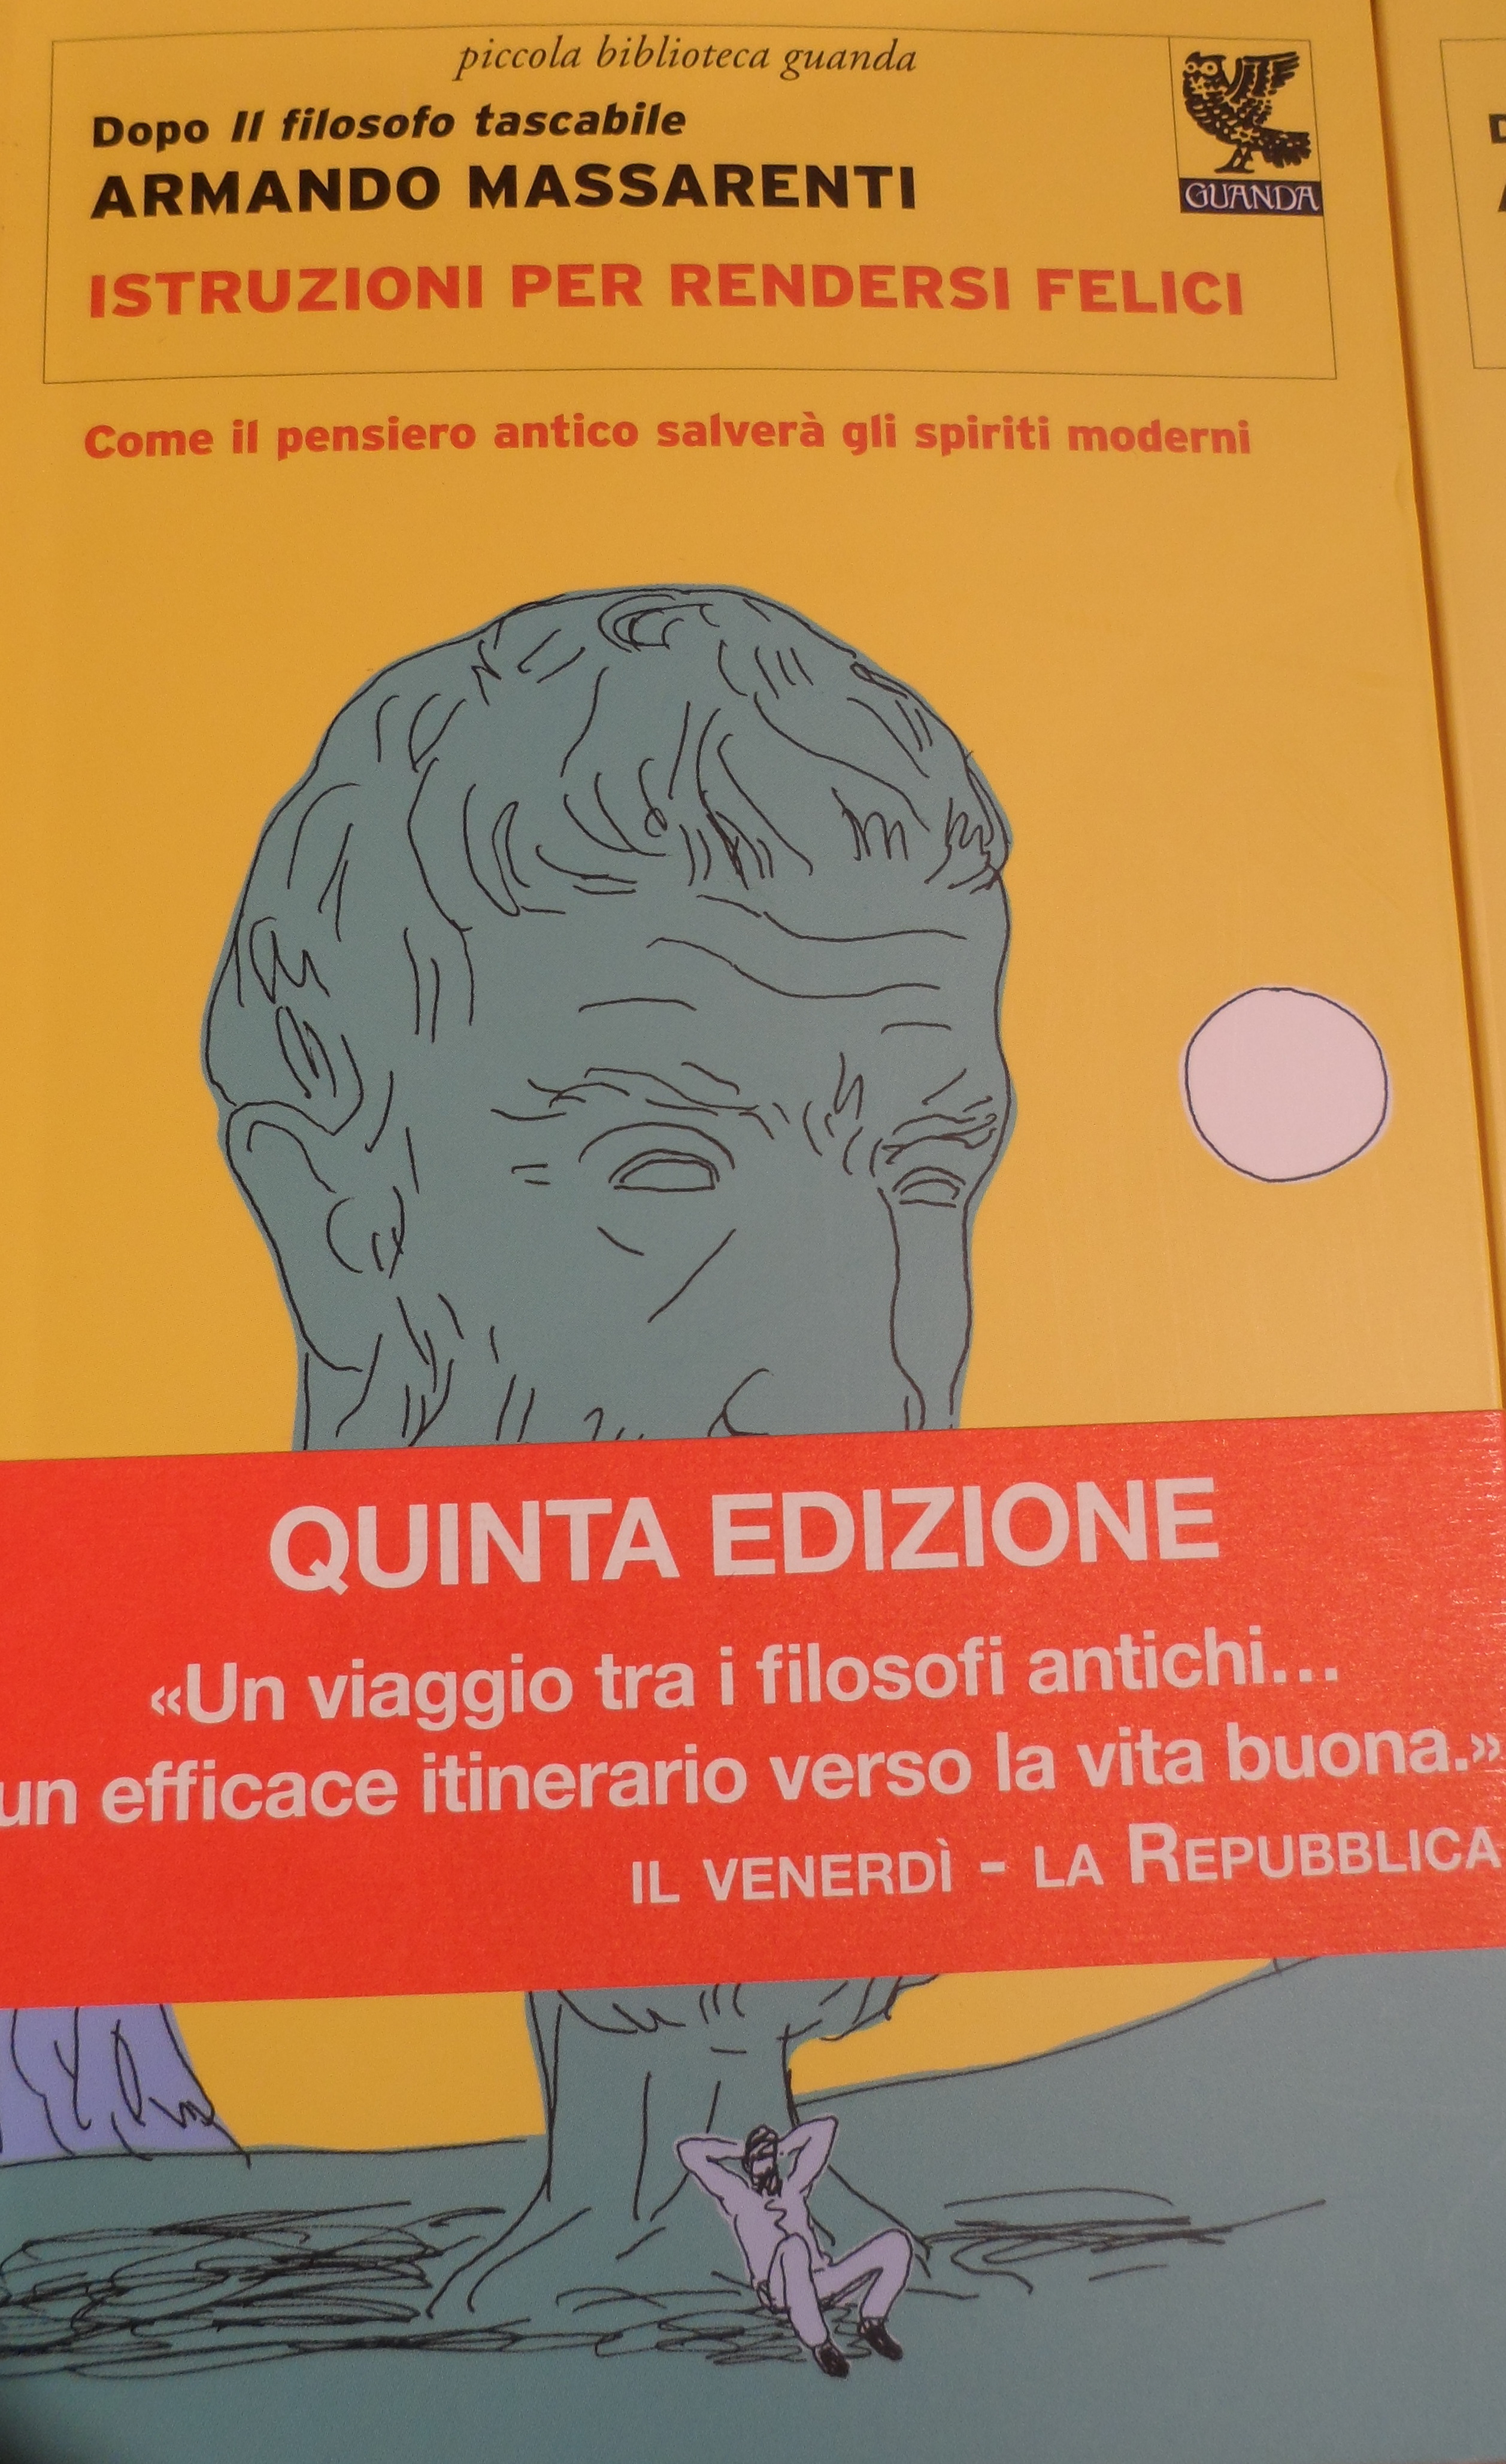 piccola biblioteca guanda
Dopo Il filosofo tascabile
ARMANDO MASSARENTI
GUANDA
ISTRUZIONI PER RENDERSI FELICI
Come il pensiero antico salverà gli spiriti moderni
QUINTA EDIZIONE
«Un viaggio tra i filosofi antichi...
un efficace itinerario verso la vita buona.»
IL VENERDÌ - LA REPUBBLICA